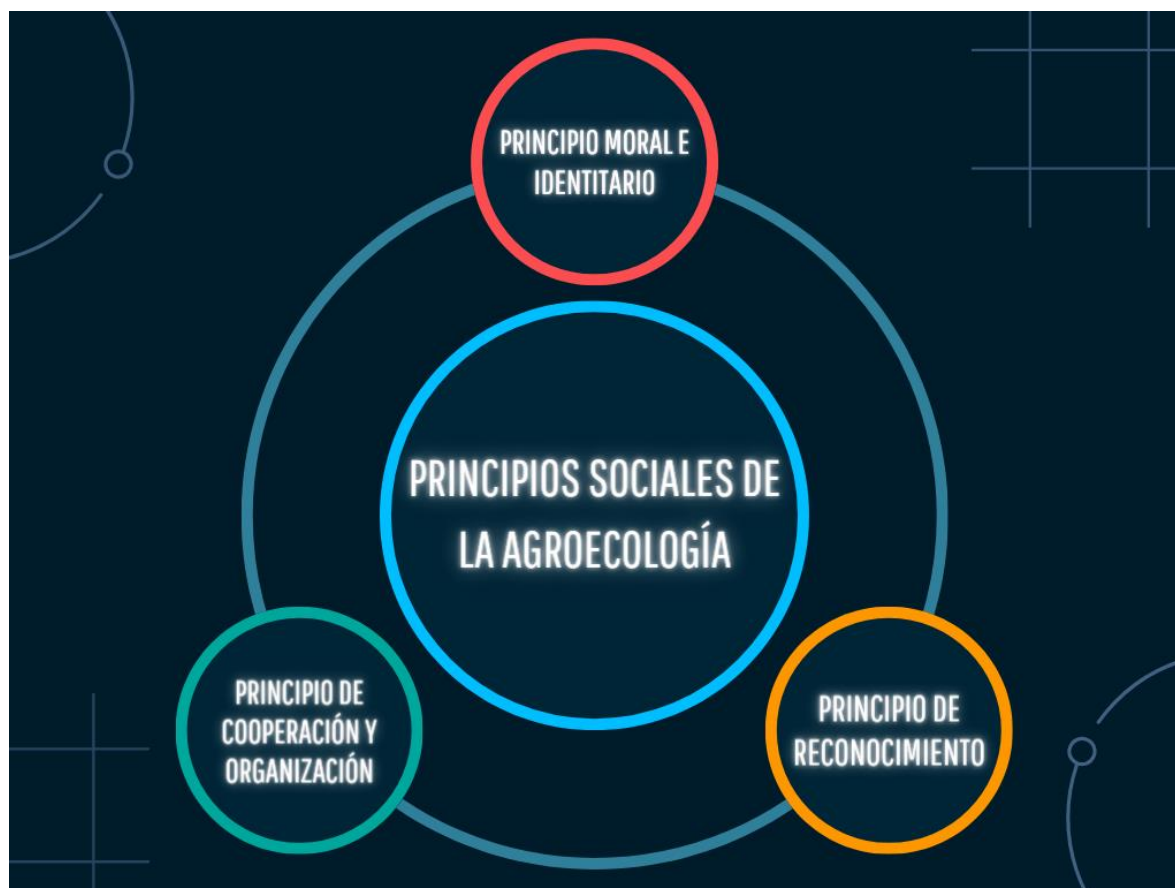 PRINCIPIO MORAL E
IDENTITARIO
PRINCIPIOS SOCIALES DE
LA AGROECOLOGÍA
PRINCIPIO DE
COOPERACIÓN Y
ORGANIZACIÓN
PRINCIPIO DE
RECONOCIMIENTO